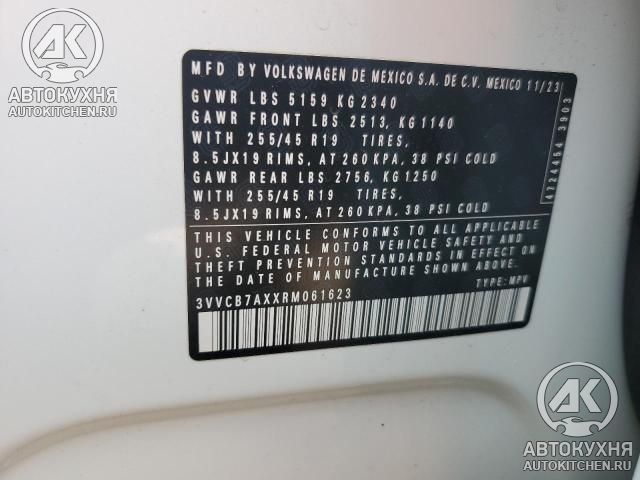 AK
АВТОКУХНЯ
AUTOKITCHEN.RU
MFD BY VOLKSWAGEN DE MEXICO S.A. DE C.V. MEXICO 11/23
GVWR LBS 5159 KG 2340
GAWR FRONT LBS 2513, KG 1140
WITH 255/45 R19 TIRES,
8.5JX19 RIMS, AT 260 KPA, 38 PSI COLD
GAWR REAR LBS 2756, KG 1250
WITH 255/45 R19 TIRES,
8.5JX19 RIMS, AT 260 KPA, 38 PSI COLD
4724454 3903
THIS VEHICLE CONFORMS TO ALL APPLICABLE
U.S. FEDERAL MOTOR VEHICLE SAFETY AND
THEFT PREVENTION STANDARDS IN EFFECT ON
THE DATE OF MANUFACTURE SHOWN ABOVE.
3VVCB7AXXRM061623 TYPE: MPV
AK
АВТОКУХНЯ
AUTOKITCHEN.RU